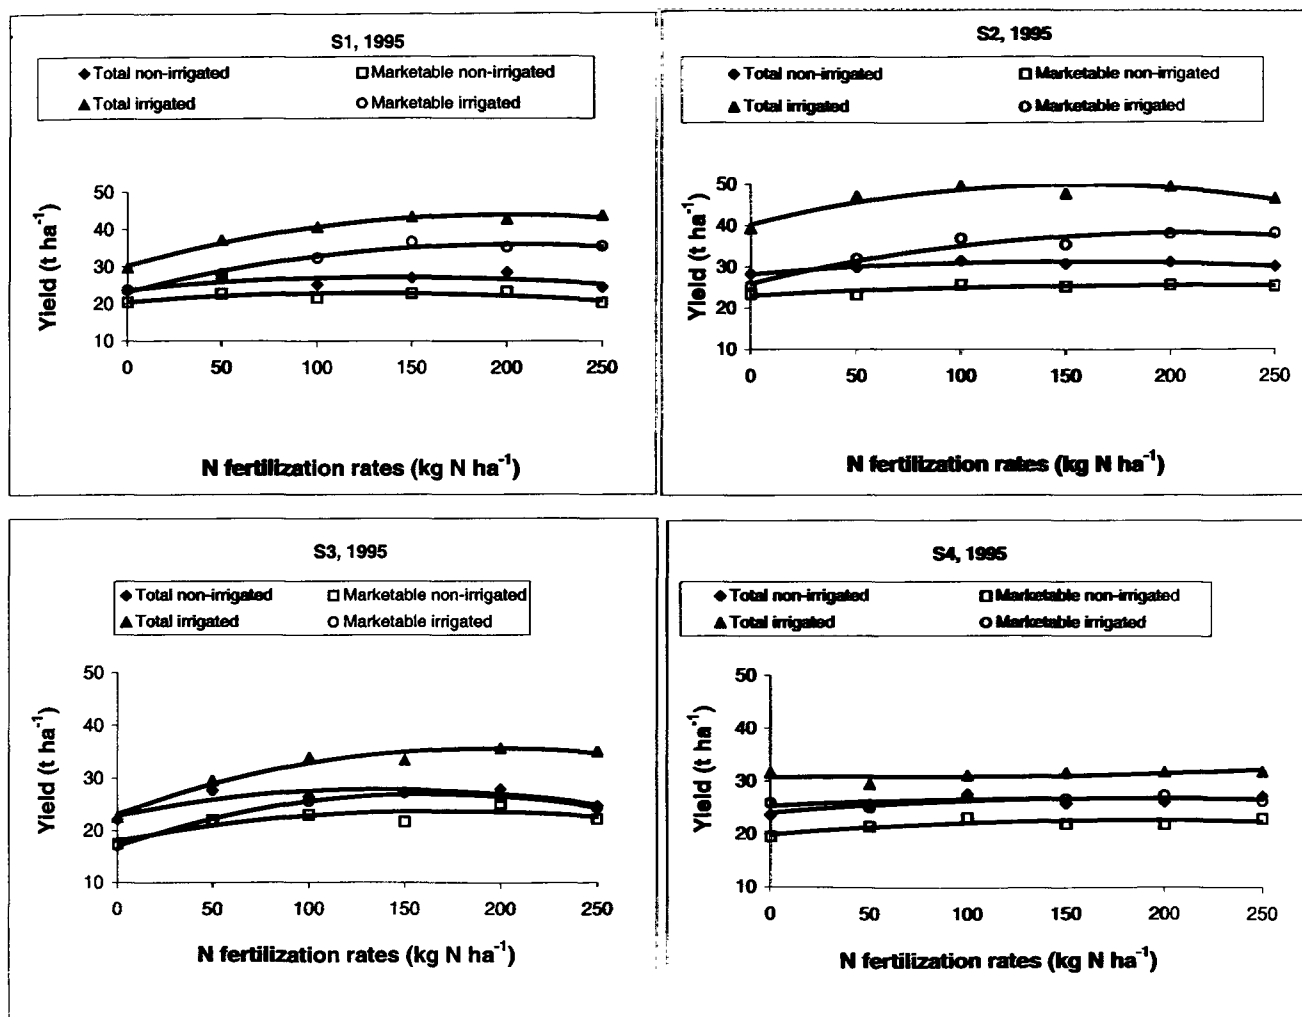 S1, 1995
Total non-irrigated Marketable non-irrigated
Total irrigated Marketable irrigated
50
40
30
20
10
Yield (t ha⁻¹)
0 50 100 150 200 250
N fertilization rates (kg N ha⁻¹)
S2, 1995
Total non-irrigated Marketable non-irrigated
Total irrigated Marketable irrigated
50
40
30
20
10
Yield (t ha⁻¹)
0 50 100 150 200 250
N fertilization rates (kg N ha⁻¹)
S3, 1995
Total non-irrigated Marketable non-irrigated
Total irrigated Marketable irrigated
50
40
30
20
10
Yield (t ha⁻¹)
0 50 100 150 200 250
N fertilization rates (kg N ha⁻¹)
S4, 1995
Total non-irrigated Marketable non-irrigated
Total irrigated Marketable irrigated
50
40
30
20
10
Yield (t ha⁻¹)
0 50 100 150 200 250
N fertilization rates (kg N ha⁻¹)